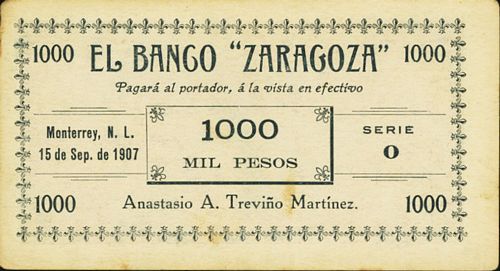 1000 EL BANCO "ZARAGOZA" 1000
Pagará al portador, á la vista en efectivo
Monterrey, N. L.
15 de Sep. de 1907
1000
MIL PESOS
SERIE
O
1000 Anastasio A. Treviño Martínez. 1000